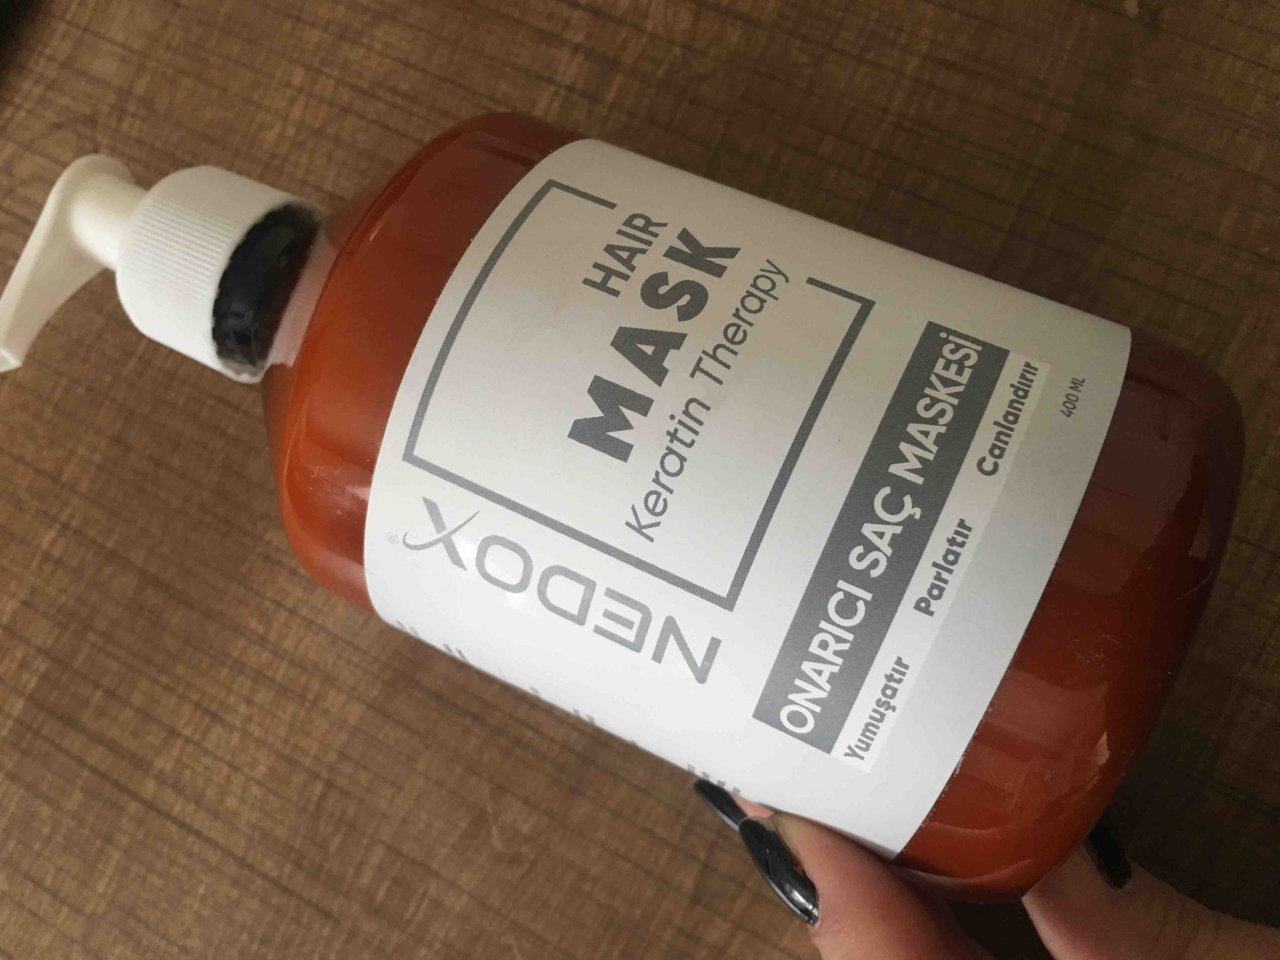 HAIR
MASK
Keratin Therapy
NEDOX®
ONARICI SAÇ MASKESİ
Yumuşatır Parlatır Canlandırır
400 ML